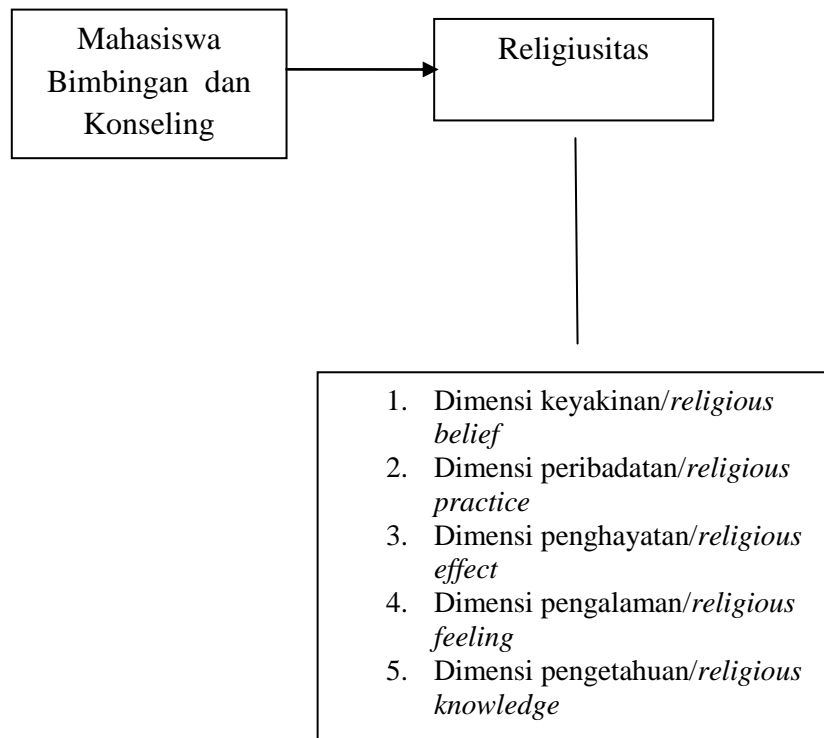 Mahasiswa
Bimbingan dan
Konseling
Religiusitas
1. Dimensi keyakinan/religious
belief
2. Dimensi peribadatan/religious
practice
3. Dimensi penghayatan/religious
effect
4. Dimensi pengalaman/religious
feeling
5. Dimensi pengetahuan/religious
knowledge